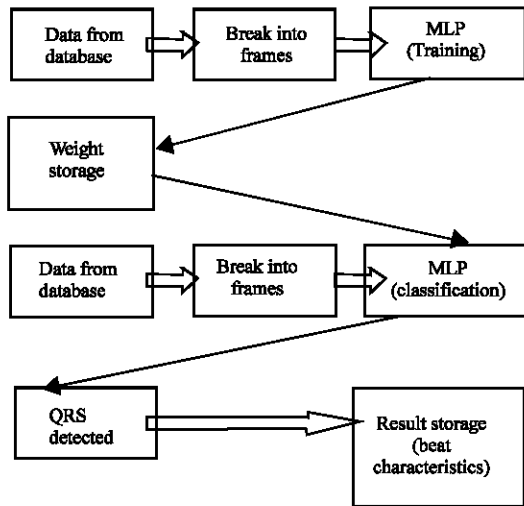 Data from
database
Break into
frames
MLP
(Training)
Weight
storage
Data from
database
Break into
frames
MLP
(classification)
QRS
detected
Result storage
(beat
characteristics)